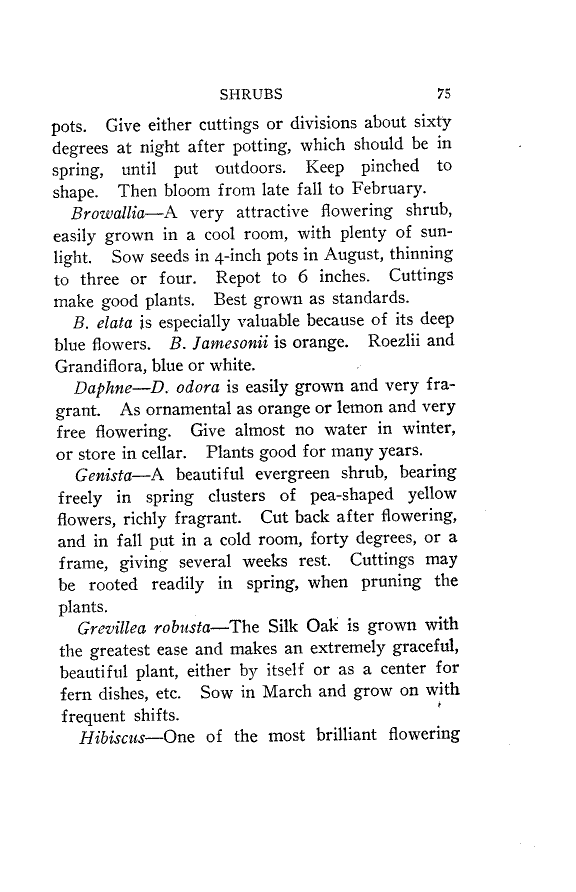 SHRUBS 75
pots. Give either cuttings or divisions about sixty
degrees at night after potting, which should be in
spring, until put outdoors. Keep pinched to
shape. Then bloom from late fall to February.
Browallia—A very attractive flowering shrub,
easily grown in a cool room, with plenty of sun-
light. Sow seeds in 4-inch pots in August, thinning
to three or four. Repot to 6 inches. Cuttings
make good plants. Best grown as standards.
B. elata is especially valuable because of its deep
blue flowers. B. Jamesonii is orange. Roezlii and
Grandiflora, blue or white.
Daphne—D. odora is easily grown and very fra-
grant. As ornamental as orange or lemon and very
free flowering. Give almost no water in winter,
or store in cellar. Plants good for many years.
Genista—A beautiful evergreen shrub, bearing
freely in spring clusters of pea-shaped yellow
flowers, richly fragrant. Cut back after flowering,
and in fall put in a cold room, forty degrees, or a
frame, giving several weeks rest. Cuttings may
be rooted readily in spring, when pruning the
plants.
Grevillea robusta—The Silk Oak is grown with
the greatest ease and makes an extremely graceful,
beautiful plant, either by itself or as a center for
fern dishes, etc. Sow in March and grow on with
frequent shifts.
Hibiscus—One of the most brilliant flowering